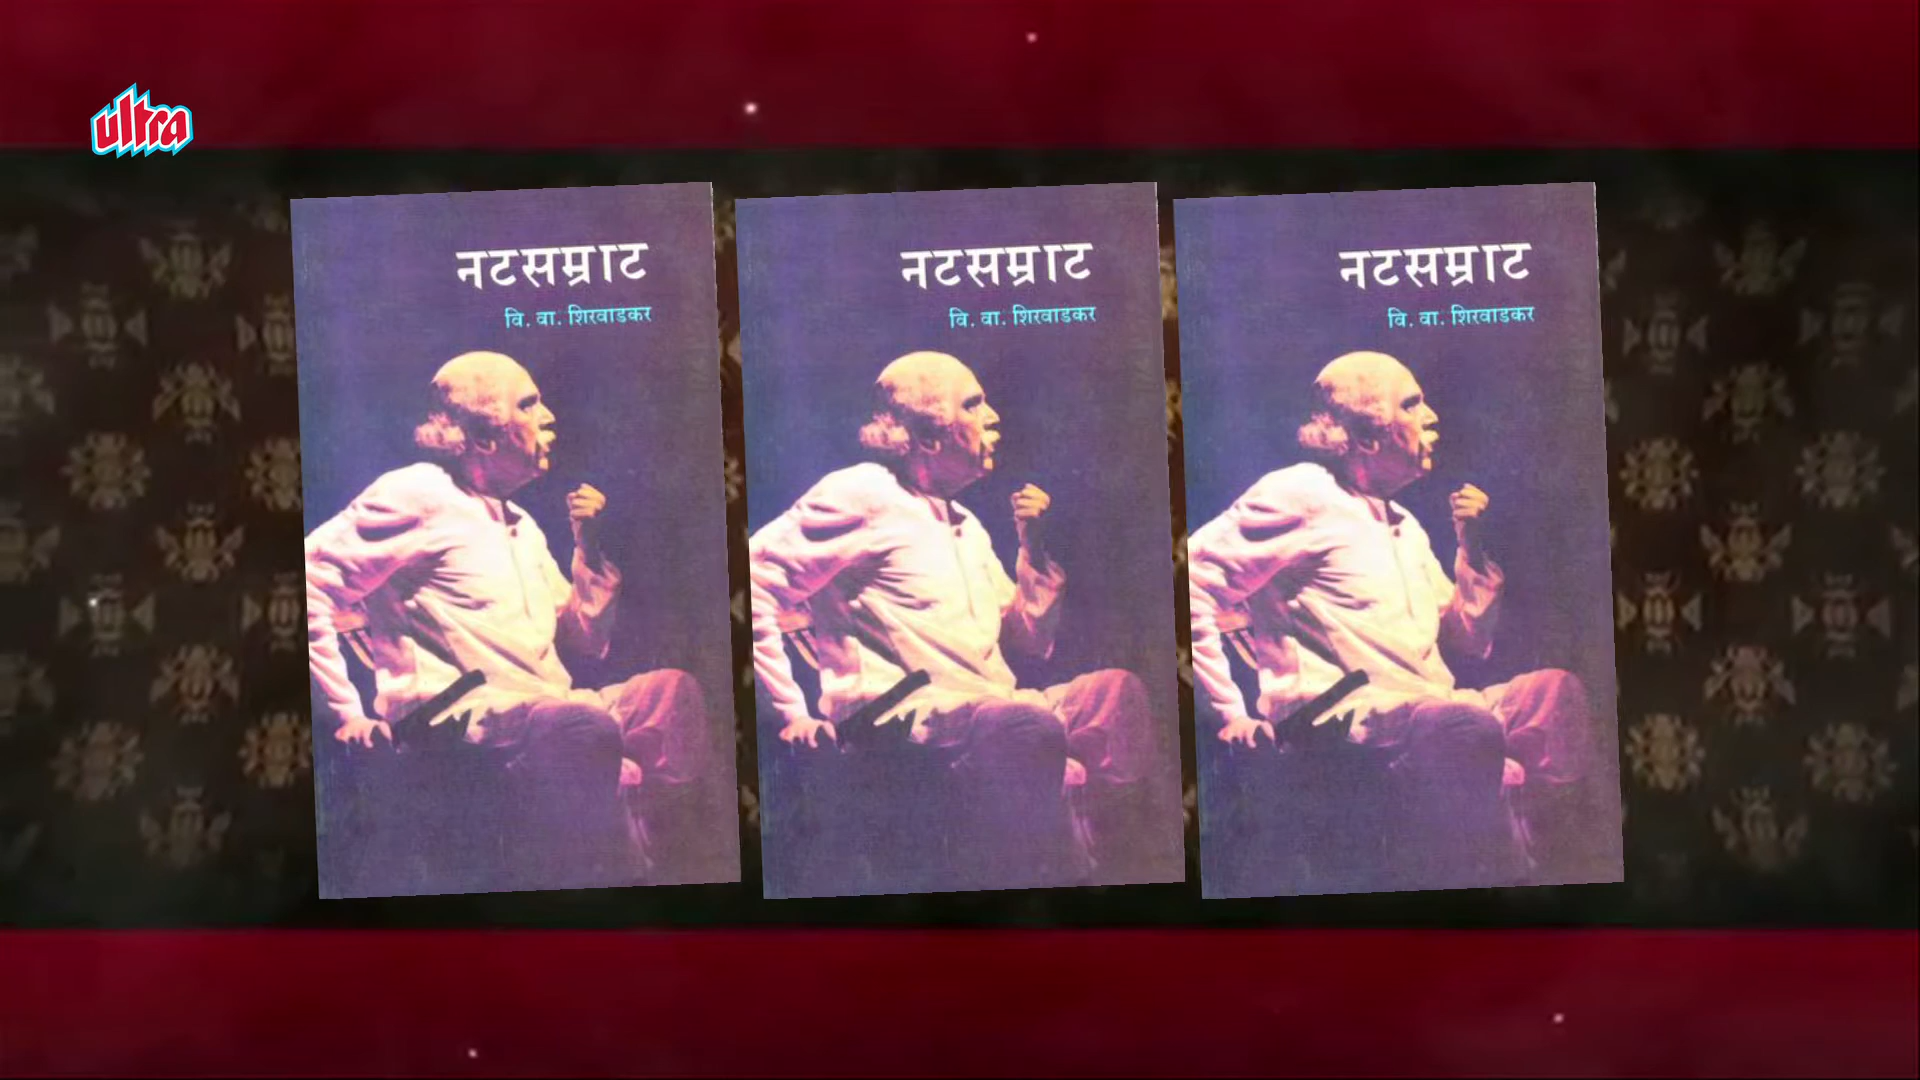 ultra
नटसम्राट
वि. वा. शिरवाडकर
नटसम्राट
वि. वा. शिरवाडकर
नटसम्राट
वि. वा. शिरवाडकर